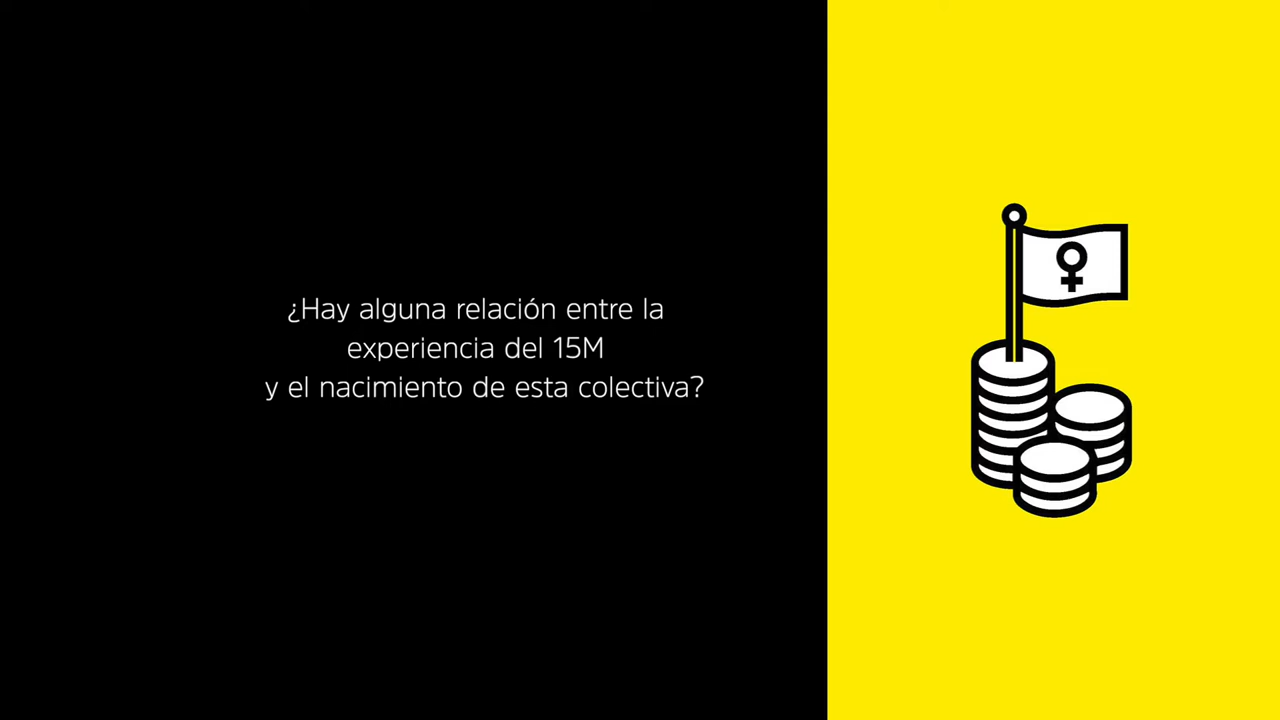 ¿Hay alguna relación entre la
experiencia del 15M
y el nacimiento de esta colectiva?